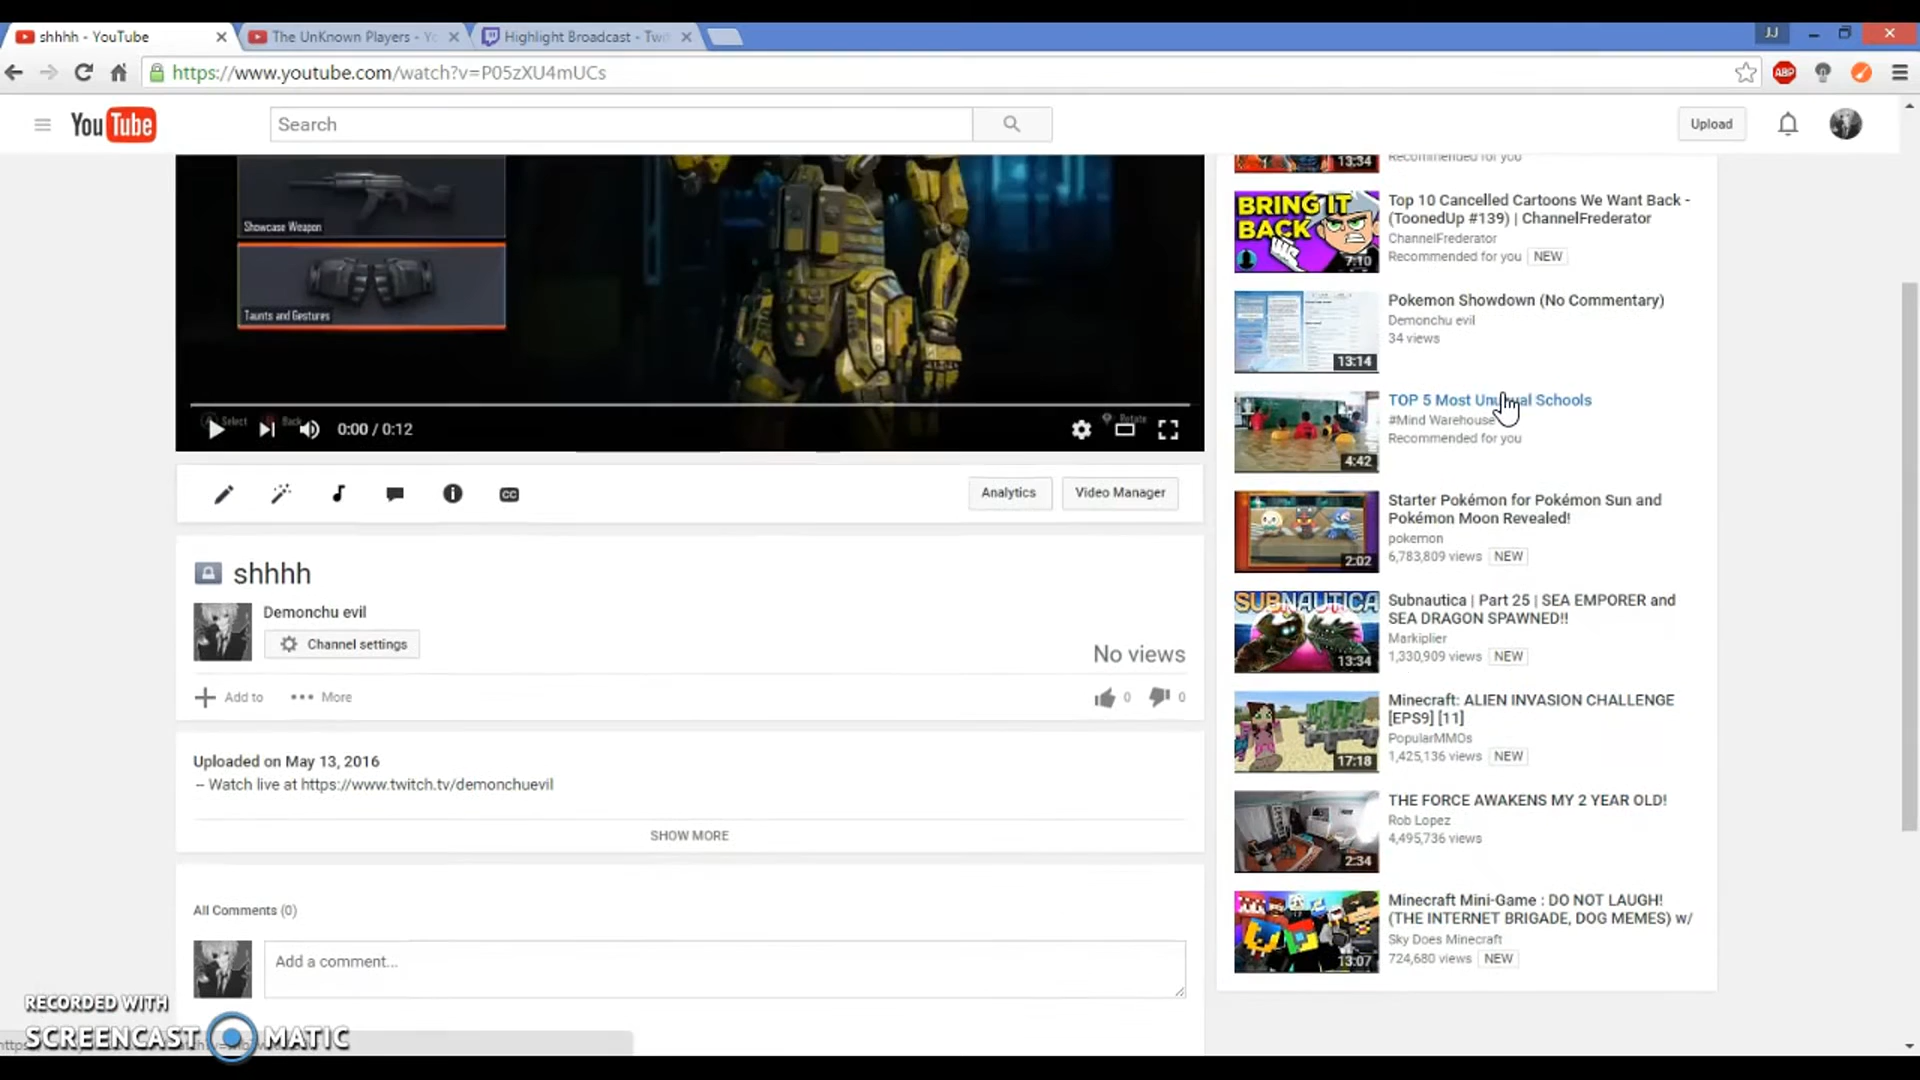 shhhh - YouTube
The UnKnown Players - Yo
Highlight Broadcast - Twi
JJ
https://www.youtube.com/watch?v=P05zXU4mUCs
ABP
YouTube
Search
Upload
Showcase Weapon
Taunts and Gestures
Select
Back
Rotate
0:00 / 0:12
Analytics
Video Manager
CC
shhhh
Demonchu evil
Channel settings
No views
Add to
More
0
0
Uploaded on May 13, 2016
-- Watch live at https://www.twitch.tv/demonchuevil
SHOW MORE
All Comments (0)
Add a comment...
13:34
Recommended for you
BRING IT
BACK
7:10
Top 10 Cancelled Cartoons We Want Back -
(ToonedUp #139) | ChannelFrederator
ChannelFrederator
Recommended for you NEW
13:14
Pokemon Showdown (No Commentary)
Demonchu evil
34 views
4:42
TOP 5 Most Unusual Schools
#Mind Warehouse
Recommended for you
2:02
Starter Pokémon for Pokémon Sun and
Pokémon Moon Revealed!
pokemon
6,783,809 views NEW
SUBNAUTICA
13:34
Subnautica | Part 25 | SEA EMPORER and
SEA DRAGON SPAWNED!!
Markiplier
1,330,909 views NEW
17:18
Minecraft: ALIEN INVASION CHALLENGE
[EPS9] [11]
PopularMMOs
1,425,136 views NEW
2:34
THE FORCE AWAKENS MY 2 YEAR OLD!
Rob Lopez
4,495,736 views
13:07
Minecraft Mini-Game : DO NOT LAUGH!
(THE INTERNET BRIGADE, DOG MEMES) w/
Sky Does Minecraft
724,680 views NEW
RECORDED WITH
SCREENCAST MATIC